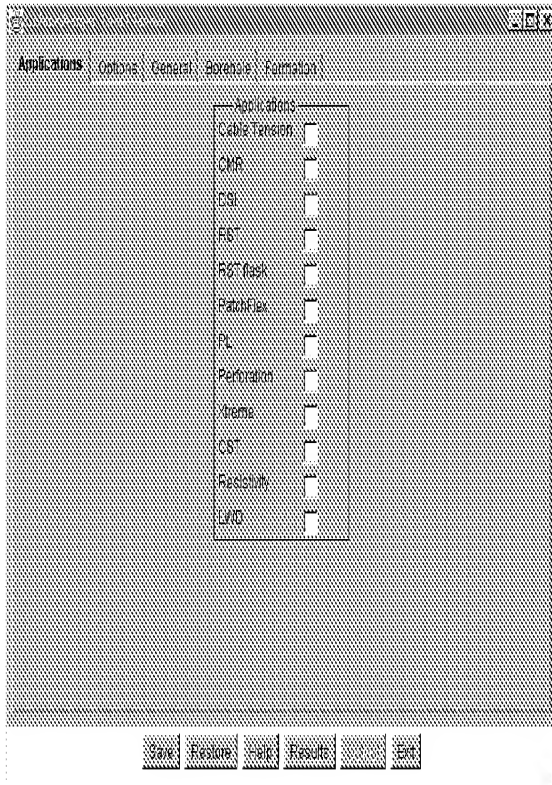 Applications Options General Borehole Formation
Applications
Cable Tension
CMR
DSI
RST
RST flask
PatchFlex
PL
Perforation
Xtreme
CST
Resistivity
LWD
Save Restore Help Results Exit